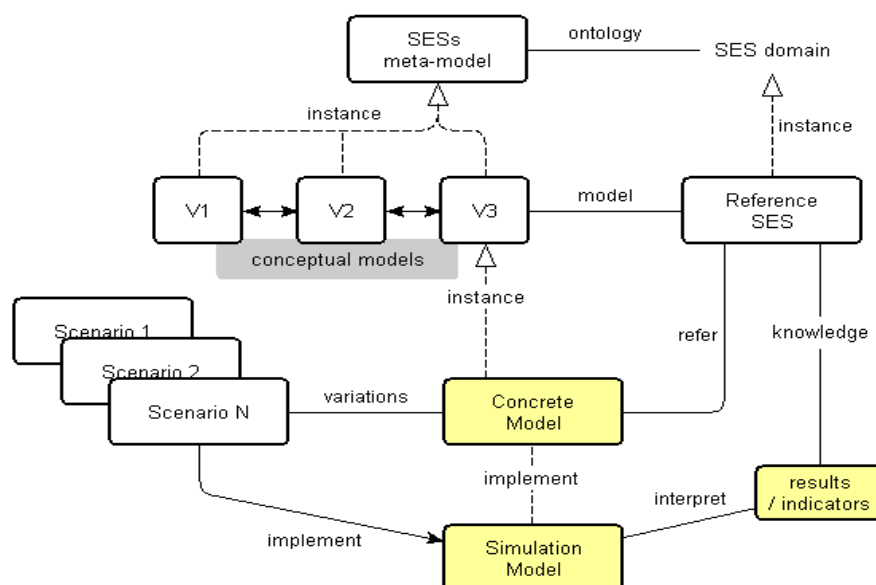 SESs
meta-model
ontology
SES domain
instance
instance
V1
V2
V3
model
Reference
SES
conceptual models
instance
Scenario 1
refer
knowledge
Scenario 2
Scenario N
variations
Concrete
Model
implement
results
/ indicators
interpret
implement
Simulation
Model